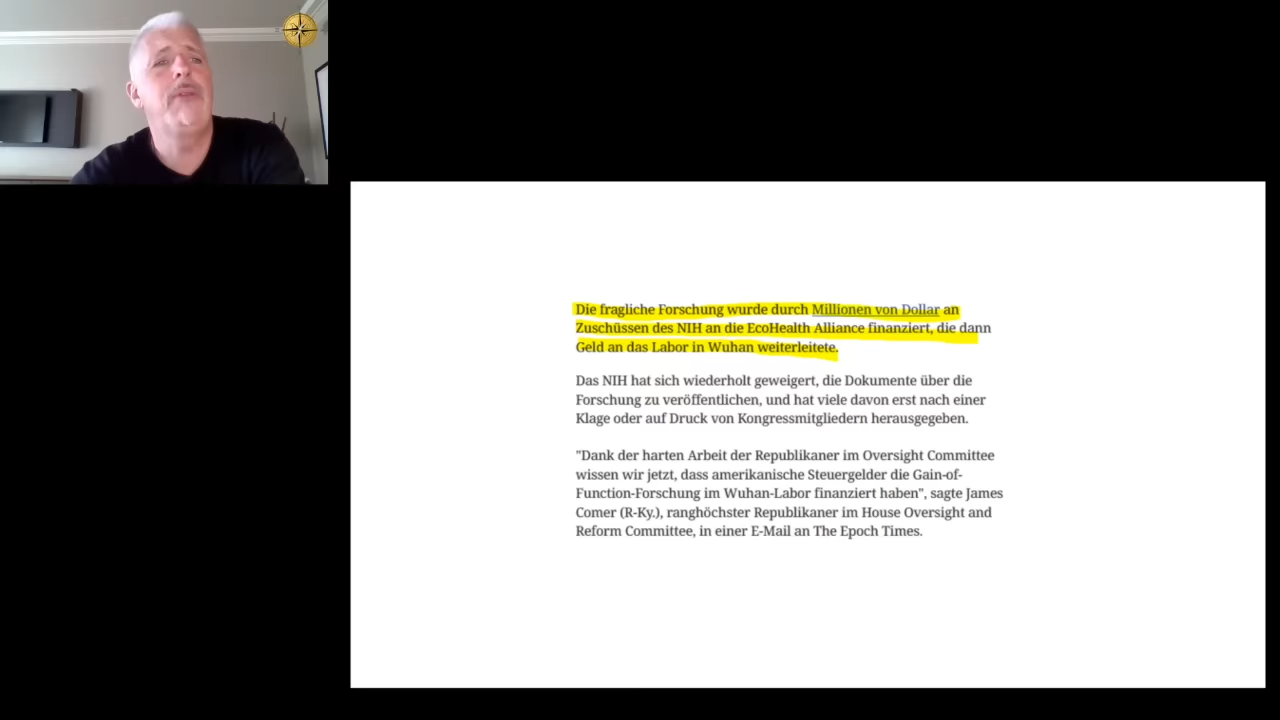 Die fragliche Forschung wurde durch Millionen von Dollar an
Zuschüssen des NIH an die EcoHealth Alliance finanziert, die dann
Geld an das Labor in Wuhan weiterleitete.
Das NIH hat sich wiederholt geweigert, die Dokumente über die
Forschung zu veröffentlichen, und hat viele davon erst nach einer
Klage oder auf Druck von Kongressmitgliedern herausgegeben.
"Dank der harten Arbeit der Republikaner im Oversight Committee
wissen wir jetzt, dass amerikanische Steuergelder die Gain-of-
Function-Forschung im Wuhan-Labor finanziert haben", sagte James
Comer (R-Ky.), ranghöchster Republikaner im House Oversight and
Reform Committee, in einer E-Mail an The Epoch Times.